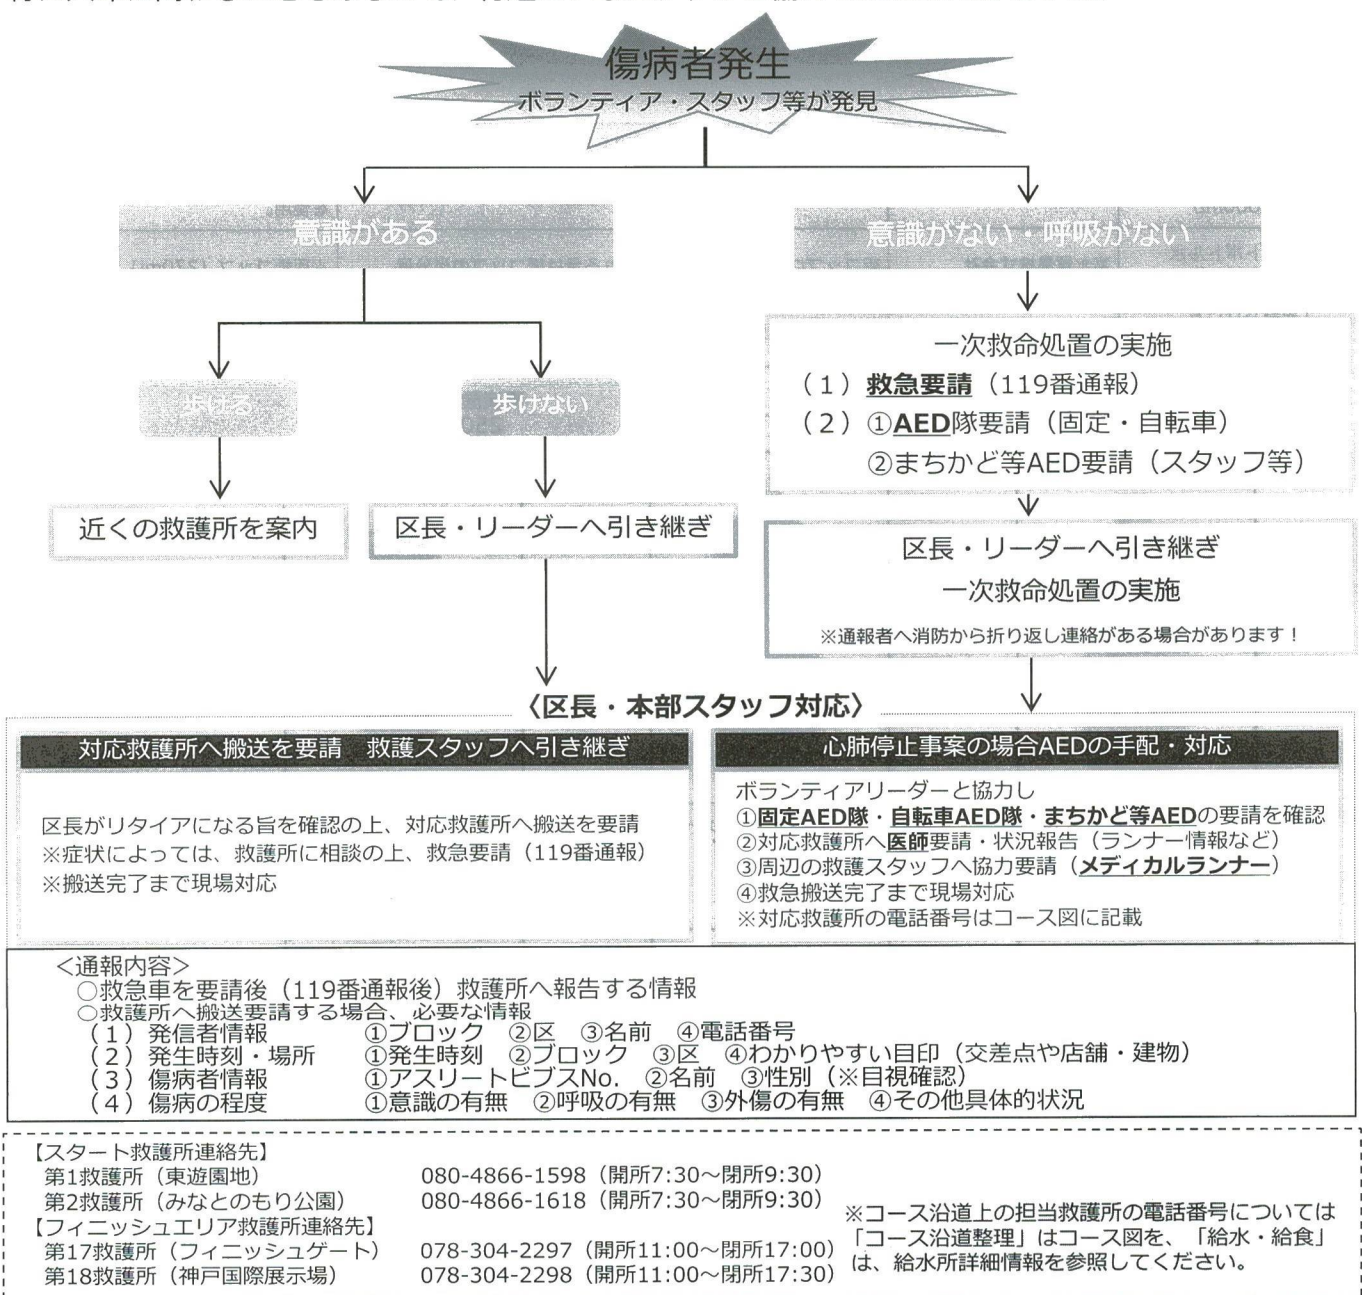 傷病者発生
ボランティア・スタッフ等が発見
意識がある
意識がない・呼吸がない
歩ける
歩けない
近くの救護所を案内
区長・リーダーへ引き継ぎ
一次救命処置の実施
（1）救急要請（119番通報）
（2）①AED隊要請（固定・自転車）
②まちかど等AED要請（スタッフ等）
区長・リーダーへ引き継ぎ
一次救命処置の実施
※通報者へ消防から折り返し連絡がある場合があります！
〈区長・本部スタッフ対応〉
対応救護所へ搬送を要請　救護スタッフへ引き継ぎ
区長がリタイアになる旨を確認の上、対応救護所へ搬送を要請
※症状によっては、救護所に相談の上、救急要請（119番通報）
※搬送完了まで現場対応
心肺停止事案の場合AEDの手配・対応
ボランティアリーダーと協力し
①固定AED隊・自転車AED隊・まちかど等AEDの要請を確認
②対応救護所へ医師要請・状況報告（ランナー情報など）
③周辺の救護スタッフへ協力要請（メディカルランナー）
④救急搬送完了まで現場対応
※対応救護所の電話番号はコース図に記載
＜通報内容＞
○救急車を要請後（119番通報後）救護所へ報告する情報
○救護所へ搬送要請する場合、必要な情報
（1）発信者情報　①ブロック　②区　③名前　④電話番号
（2）発生時刻・場所　①発生時刻　②ブロック　③区　④わかりやすい目印（交差点や店舗・建物）
（3）傷病者情報　①アスリートビブスNo.　②名前　③性別（※目視確認）
（4）傷病の程度　①意識の有無　②呼吸の有無　③外傷の有無　④その他具体的状況
【スタート救護所連絡先】
第1救護所（東遊園地）　080-4866-1598（開所7:30～閉所9:30）
第2救護所（みなとのもり公園）　080-4866-1618（開所7:30～閉所9:30）
【フィニッシュエリア救護所連絡先】
第17救護所（フィニッシュゲート）　078-304-2297（開所11:00～閉所17:00）
第18救護所（神戸国際展示場）　078-304-2298（開所11:00～閉所17:30）
※コース沿道上の担当救護所の電話番号については
「コース沿道整理」はコース図を、「給水・給食」
は、給水所詳細情報を参照してください。